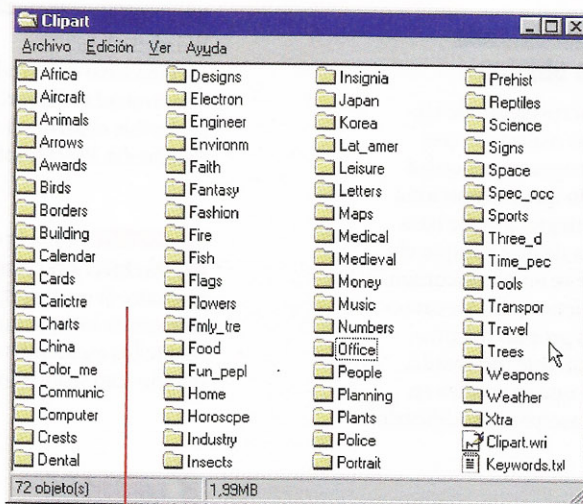 Clipart
Archivo Edición Ver Ayuda
Africa
Aircraft
Animals
Arrows
Awards
Birds
Borders
Building
Calendar
Cards
Carictre
Charts
China
Color_me
Communic
Computer
Crests
Dental
Designs
Electron
Engineer
Environm
Faith
Fantasy
Fashion
Fire
Fish
Flags
Flowers
Fmly_tre
Food
Fun_pepl
Home
Horoscpe
Industry
Insects
Insignia
Japan
Korea
Lat_amer
Leisure
Letters
Maps
Medical
Medieval
Money
Music
Numbers
Office
People
Planning
Plants
Police
Portrait
Prehist
Reptiles
Science
Signs
Space
Spec_occ
Sports
Three_d
Time_pec
Tools
Transpor
Travel
Trees
Weapons
Weather
Xtra
Clipart.wri
Keywords.txt
72 objeto(s) 1,99MB